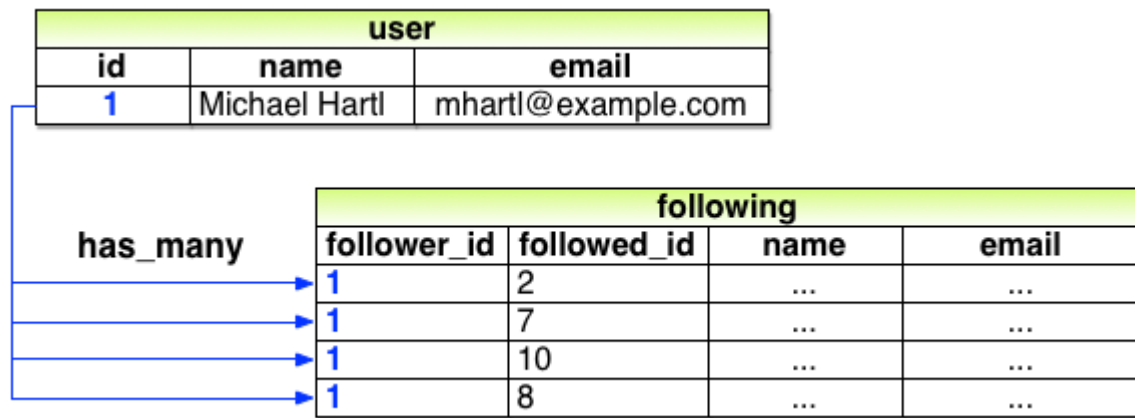 user
id name email
1 Michael Hartl mhartl@example.com
following
has_many follower_id followed_id name email
1 2 ... ...
1 7 ... ...
1 10 ... ...
1 8 ... ...